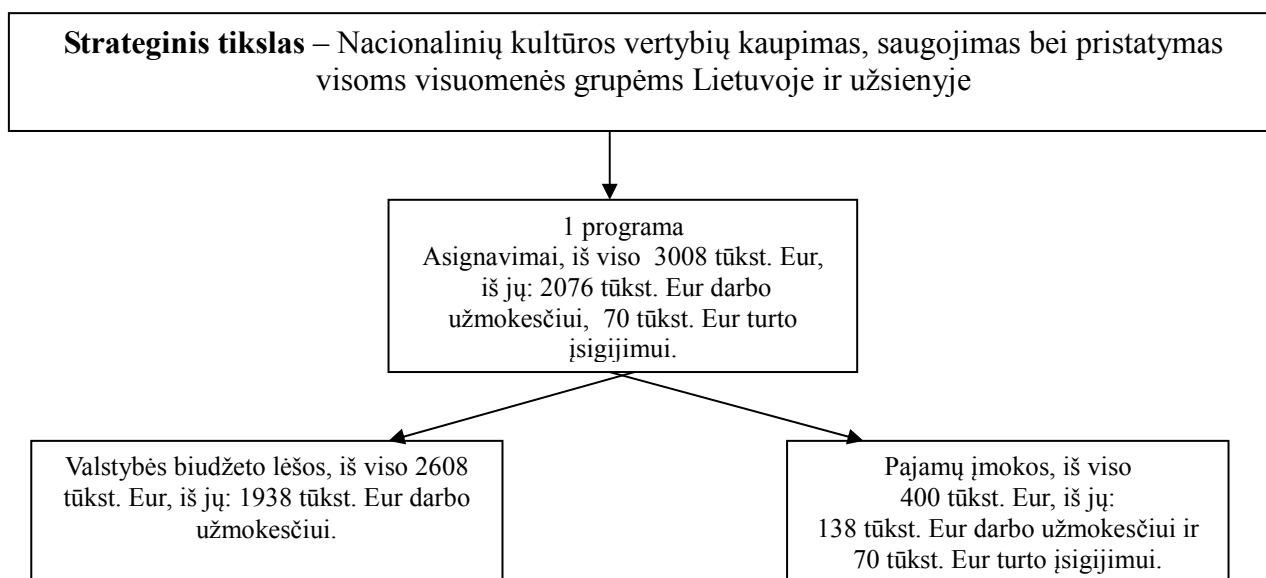 Strateginis tikslas – Nacionalinių kultūros vertybių kaupimas, saugojimas bei pristatymas
visoms visuomenės grupėms Lietuvoje ir užsienyje
1 programa
Asignavimai, iš viso 3008 tūkst. Eur,
iš jų: 2076 tūkst. Eur darbo
užmokesčiui, 70 tūkst. Eur turto
įsigijimui.
Valstybės biudžeto lėšos, iš viso 2608
tūkst. Eur, iš jų: 1938 tūkst. Eur darbo
užmokesčiui.
Pajamų įmokos, iš viso
400 tūkst. Eur, iš jų:
138 tūkst. Eur darbo užmokesčiui ir
70 tūkst. Eur turto įsigijimui.